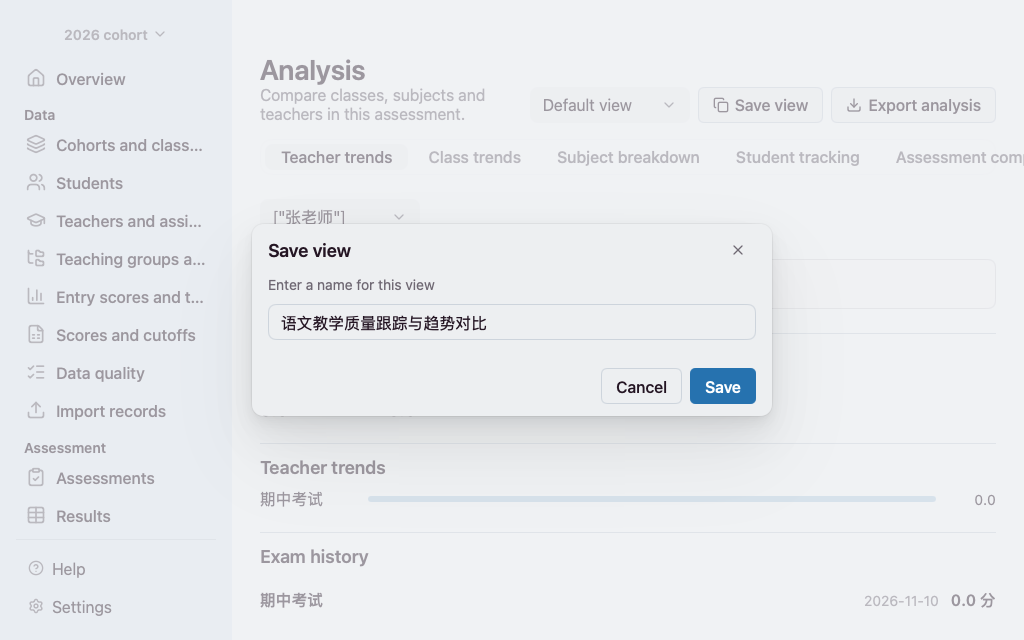 2026 cohort
Overview
Data
Cohorts and class...
Students
Teachers and assi...
Teaching groups a...
Entry scores and t...
Scores and cutoffs
Data quality
Import records
Assessment
Assessments
Results
Help
Settings
Analysis
Compare classes, subjects and
teachers in this assessment.
Default view
Save view
Export analysis
Teacher trends
Class trends
Subject breakdown
Student tracking
Assessment comp
["张老师"]
Save view
Enter a name for this view
语文教学质量跟踪与趋势对比
Cancel
Save
Teacher trends
期中考试
0.0
Exam history
期中考试
2026-11-10
0.0 分